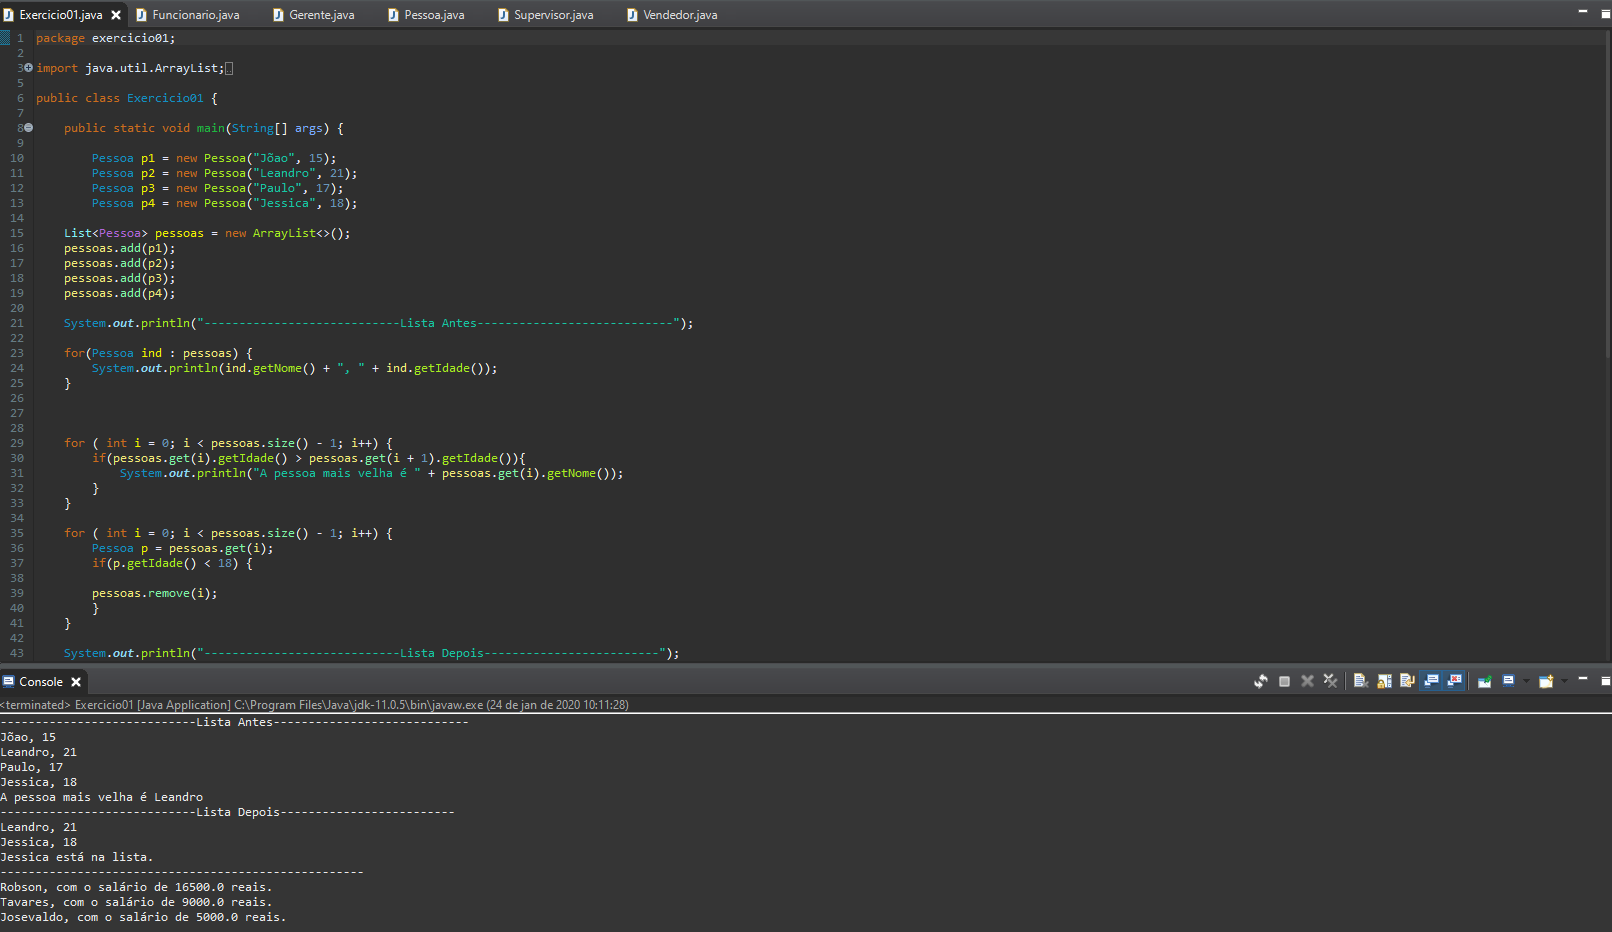 Exercicio01.java
Funcionario.java
Gerente.java
Pessoa.java
Supervisor.java
Vendedor.java
1 package exercicio01;
2
3 import java.util.ArrayList;
5
6 public class Exercicio01 {
7
8     public static void main(String[] args) {
9
10         Pessoa p1 = new Pessoa("Jõao", 15);
11         Pessoa p2 = new Pessoa("Leandro", 21);
12         Pessoa p3 = new Pessoa("Paulo", 17);
13         Pessoa p4 = new Pessoa("Jessica", 18);
14
15     List<Pessoa> pessoas = new ArrayList<>();
16     pessoas.add(p1);
17     pessoas.add(p2);
18     pessoas.add(p3);
19     pessoas.add(p4);
20
21     System.out.println("----------------------------Lista Antes----------------------------");
22
23     for(Pessoa ind : pessoas) {
24         System.out.println(ind.getNome() + ", " + ind.getIdade());
25     }
26
27
28
29     for ( int i = 0; i < pessoas.size() - 1; i++) {
30         if(pessoas.get(i).getIdade() > pessoas.get(i + 1).getIdade()){
31             System.out.println("A pessoa mais velha é " + pessoas.get(i).getNome());
32         }
33     }
34
35     for ( int i = 0; i < pessoas.size() - 1; i++) {
36         Pessoa p = pessoas.get(i);
37         if(p.getIdade() < 18) {
38
39         pessoas.remove(i);
40         }
41     }
42
43     System.out.println("----------------------------Lista Depois-------------------------");
Console
<terminated> Exercicio01 [Java Application] C:\Program Files\Java\jdk-11.0.5\bin\javaw.exe (24 de jan de 2020 10:11:28)
----------------------------Lista Antes----------------------------
Jõao, 15
Leandro, 21
Paulo, 17
Jessica, 18
A pessoa mais velha é Leandro
----------------------------Lista Depois-------------------------
Leandro, 21
Jessica, 18
Jessica está na lista.
----------------------------------------------------
Robson, com o salário de 16500.0 reais.
Tavares, com o salário de 9000.0 reais.
Josevaldo, com o salário de 5000.0 reais.